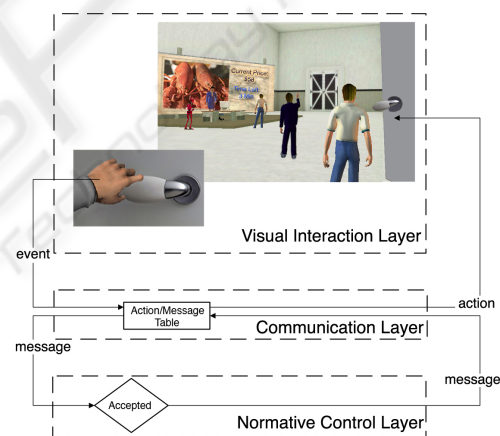 Current Price:
Visual Interaction Layer
event
Action/Message
Table
action
Communication Layer
message
message
Accepted
Normative Control Layer